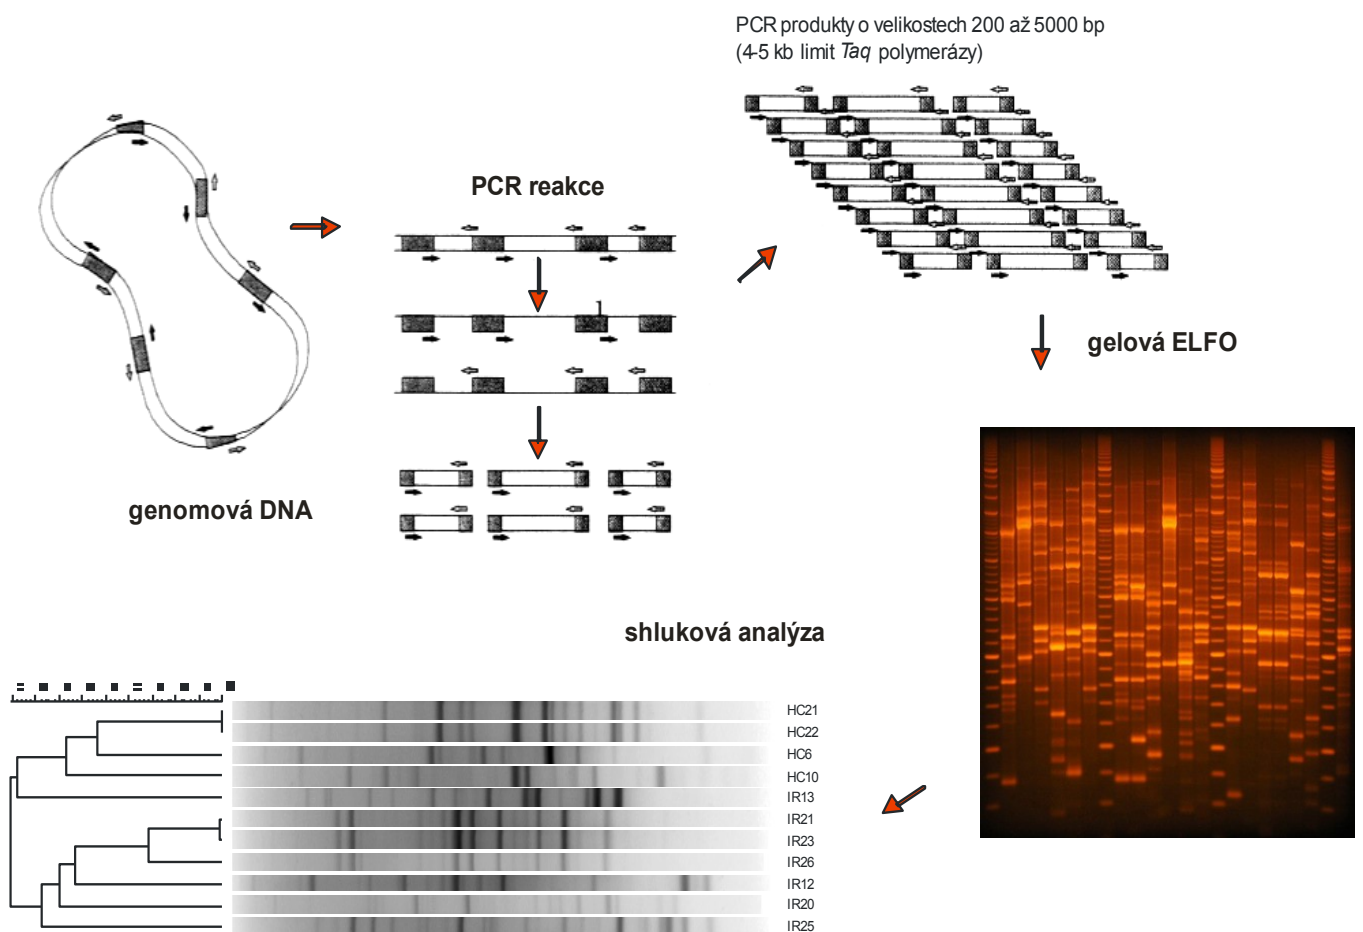 PCR produkty o velikostech 200 až 5000 bp
(4-5 kb limit Taq polymerázy)
PCR reakce
gelová ELFO
genomová DNA
shluková analýza
HC21
HC22
HC6
HC10
IR13
IR21
IR23
IR26
IR12
IR20
IR25